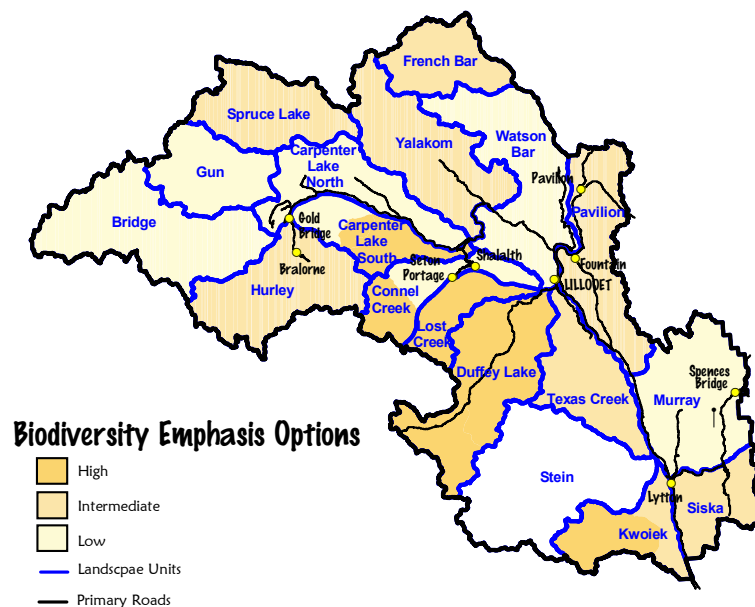 French Bar
Spruce Lake
Yalakom
Watson
Bar
Carpenter
Lake
North
Gun
Pavilion
Pavilion
Bridge
Gold
Bridge
Carpenter
Lake
South
Shalalth
Seton
Portage
Fountain
Bralorne
LILLOOET
Hurley
Connel
Creek
Lost
Creek
Duffey Lake
Spences
Bridge
Texas Creek
Murray
Biodiversity Emphasis Options
High
Stein
Lytton
Siska
Intermediate
Kwoiek
Low
Landscpae Units
Primary Roads